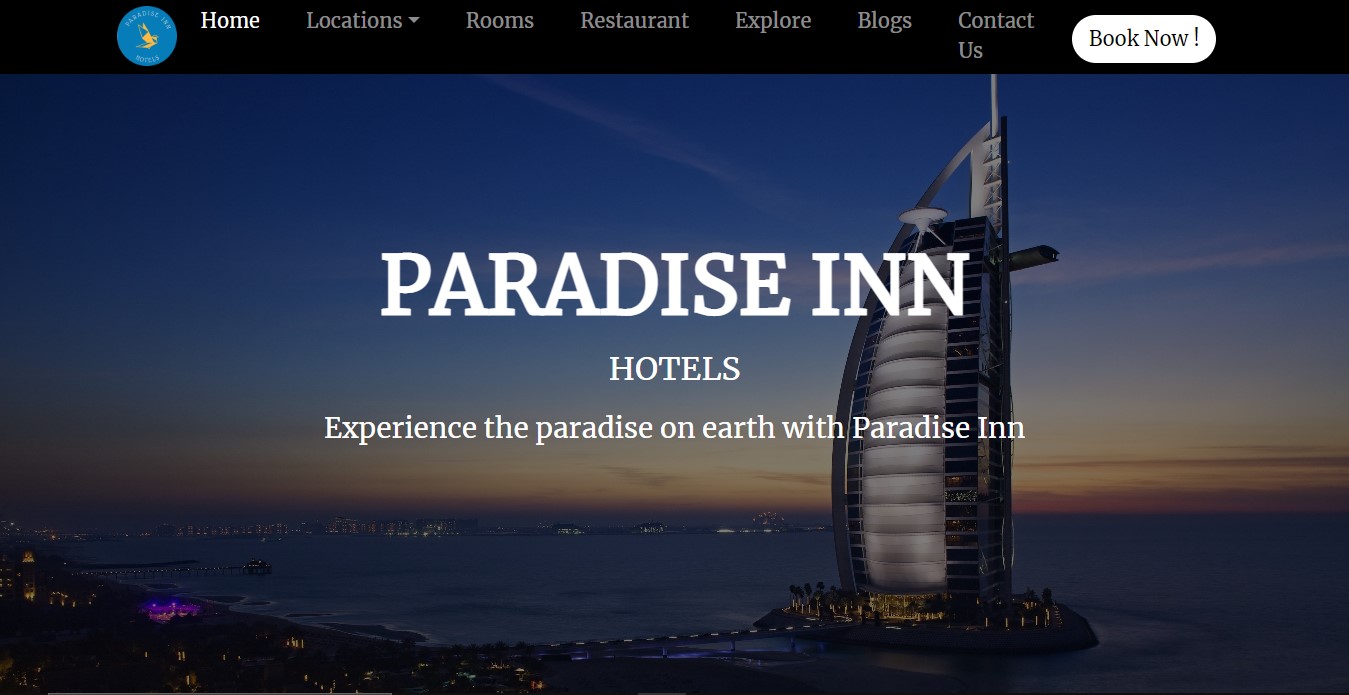 PARADISE INN
HOTELS
Home
Locations
Rooms
Restaurant
Explore
Blogs
Contact
Us
Book Now !
PARADISE INN
HOTELS
Experience the paradise on earth with Paradise Inn